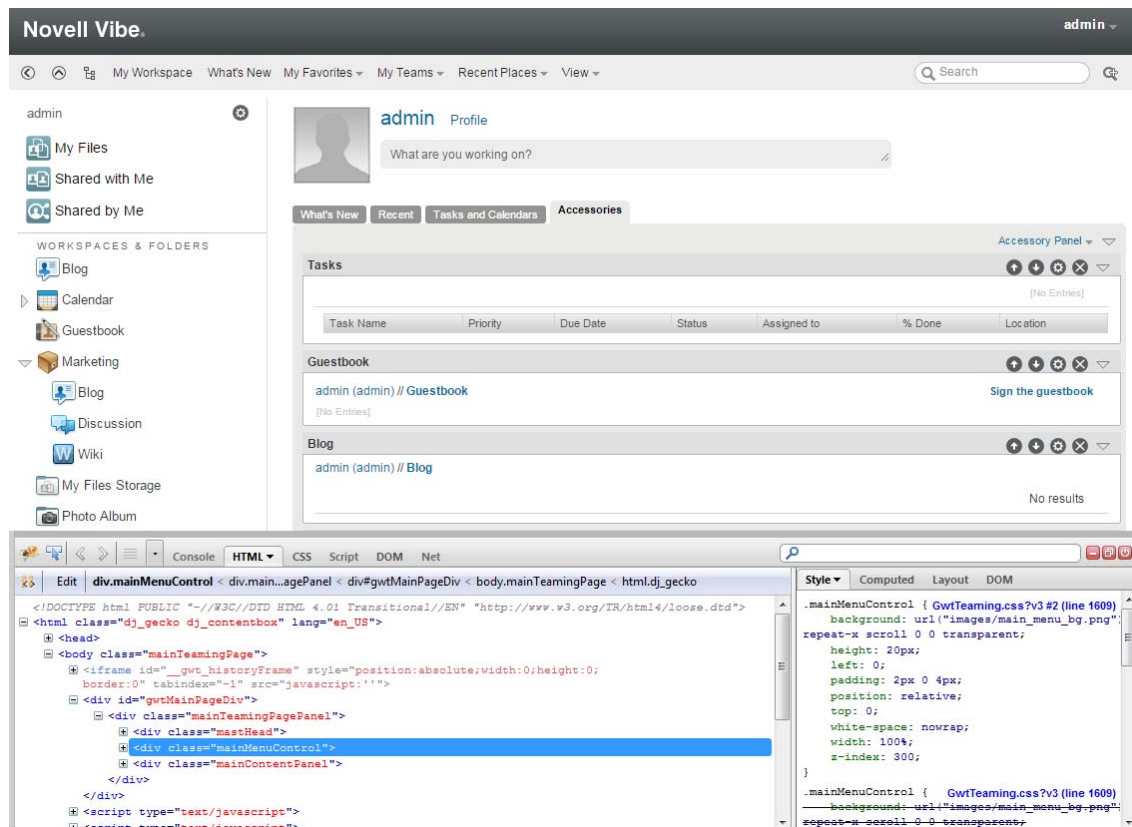 Novell Vibe.
admin
My Workspace What's New My Favorites My Teams Recent Places View Search
admin
My Files
Shared with Me
Shared by Me
WORKSPACES & FOLDERS
Blog
Calendar
Guestbook
Marketing
Blog
Discussion
Wiki
My Files Storage
Photo Album
admin Profile
What are you working on?
What's New Recent Tasks and Calendars Accessories
Accessory Panel
Tasks
[No Entries]
Task Name Priority Due Date Status Assigned to % Done Location
Guestbook
admin (admin) // Guestbook Sign the guestbook
[No Entries]
Blog
admin (admin) // Blog
No results
Console HTML CSS Script DOM Net
Edit div.mainMenuControl < div.main...agePanel < div#gwtMainPageDiv < body.mainTeamingPage < html.dj_gecko
<!DOCTYPE html PUBLIC "-//W3C//DTD HTML 4.01 Transitional//EN" "http://www.w3.org/TR/html4/loose.dtd">
<html class="dj_gecko dj_contentbox" lang="en_US">
<head>
<body class="mainTeamingPage">
<iframe id="__gwt_historyFrame" style="position:absolute;width:0;height:0;
border:0" tabindex="-1" src="javascript:''">
<div id="gwtMainPageDiv">
<div class="mainTeamingPagePanel">
<div class="mastHead">
<div class="mainMenuControl">
<div class="mainContentPanel">
</div>
</div>
<script type="text/javascript">
<script type="text/javascript">
Style Computed Layout DOM
.mainMenuControl { GwtTeaming.css?v3 #2 (line 1609)
background: url("images/main_menu_bg.png")
repeat-x scroll 0 0 transparent;
height: 20px;
left: 0;
padding: 2px 0 4px;
position: relative;
top: 0;
white-space: nowrap;
width: 100%;
z-index: 300;
}
.mainMenuControl { GwtTeaming.css?v3 (line 1609)
background: url("images/main_menu_bg.png")
repeat-x scroll 0 0 transparent;